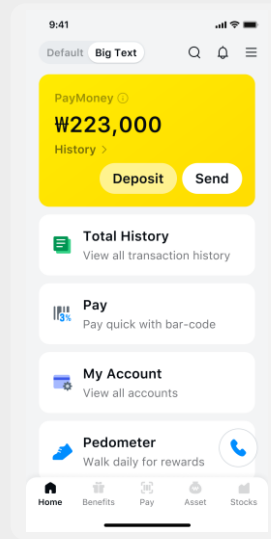 9:41
Default Big Text
PayMoney
₩223,000
History >
Deposit Send
Total History
View all transaction history
3%
Pay
Pay quick with bar-code
My Account
View all accounts
Pedometer
Walk daily for rewards
Home Benefits Pay Asset Stocks